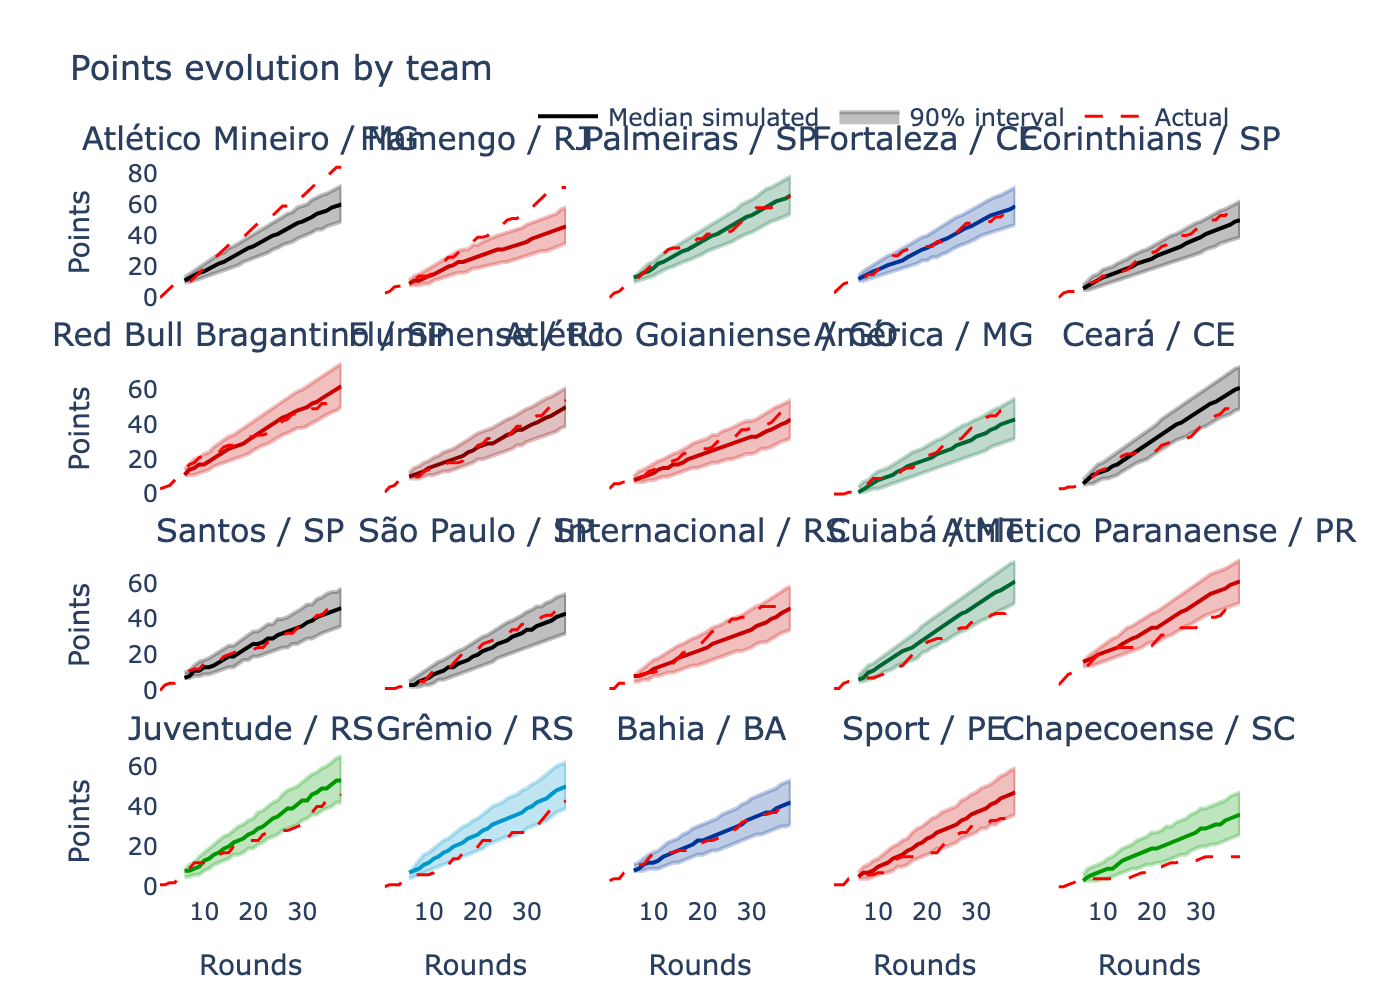 Points evolution by team
Median simulated 90% interval Actual
Atlético Mineiro / MG Flamengo / RJ Palmeiras / SP Fortaleza / CE Corinthians / SP
80
60
40
20
0
Points
Red Bull Bragantino / SP Fluminense / RJ Atlético Goianiense / GO América / MG Ceará / CE
60
40
20
0
Points
Santos / SP São Paulo / SP Internacional / RS Cuiabá / MT Athletico Paranaense / PR
60
40
20
0
Points
Juventude / RS Grêmio / RS Bahia / BA Sport / PE Chapecoense / SC
60
40
20
0
Points
10 20 30 10 20 30 10 20 30 10 20 30 10 20 30
Rounds Rounds Rounds Rounds Rounds